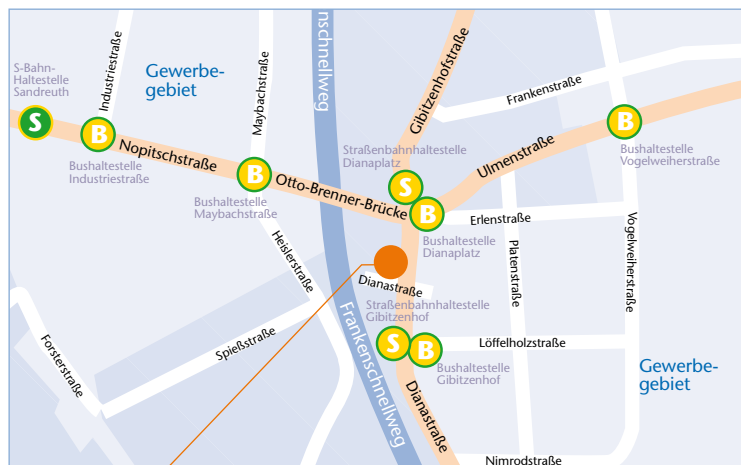 S-Bahn-
Haltestelle
Sandreuth
S
Industriestraße
Gewerbe-
gebiet
Maybachstraße
nschnellweg
Gibitzenhofstraße
Frankenstraße
B
Bushaltestelle
Industriestraße
Nopitschstraße
B
Bushaltestelle
Maybachstraße
Otto-Brenner-Brücke
Straßenbahnhaltestelle
Dianaplatz
S
B
Bushaltestelle
Dianaplatz
Ulmenstraße
B
Bushaltestelle
Vogelweiherstraße
Erlenstraße
Platenstraße
Vogelweiherstraße
Heislerstraße
Dianastraße
Straßenbahnhaltestelle
Gibitzenhof
S
B
Bushaltestelle
Gibitzenhof
Löffelholzstraße
Frankenschnellweg
Spießstraße
Forsterstraße
Dianastraße
Gewerbe-
gebiet
Nimrodstraße